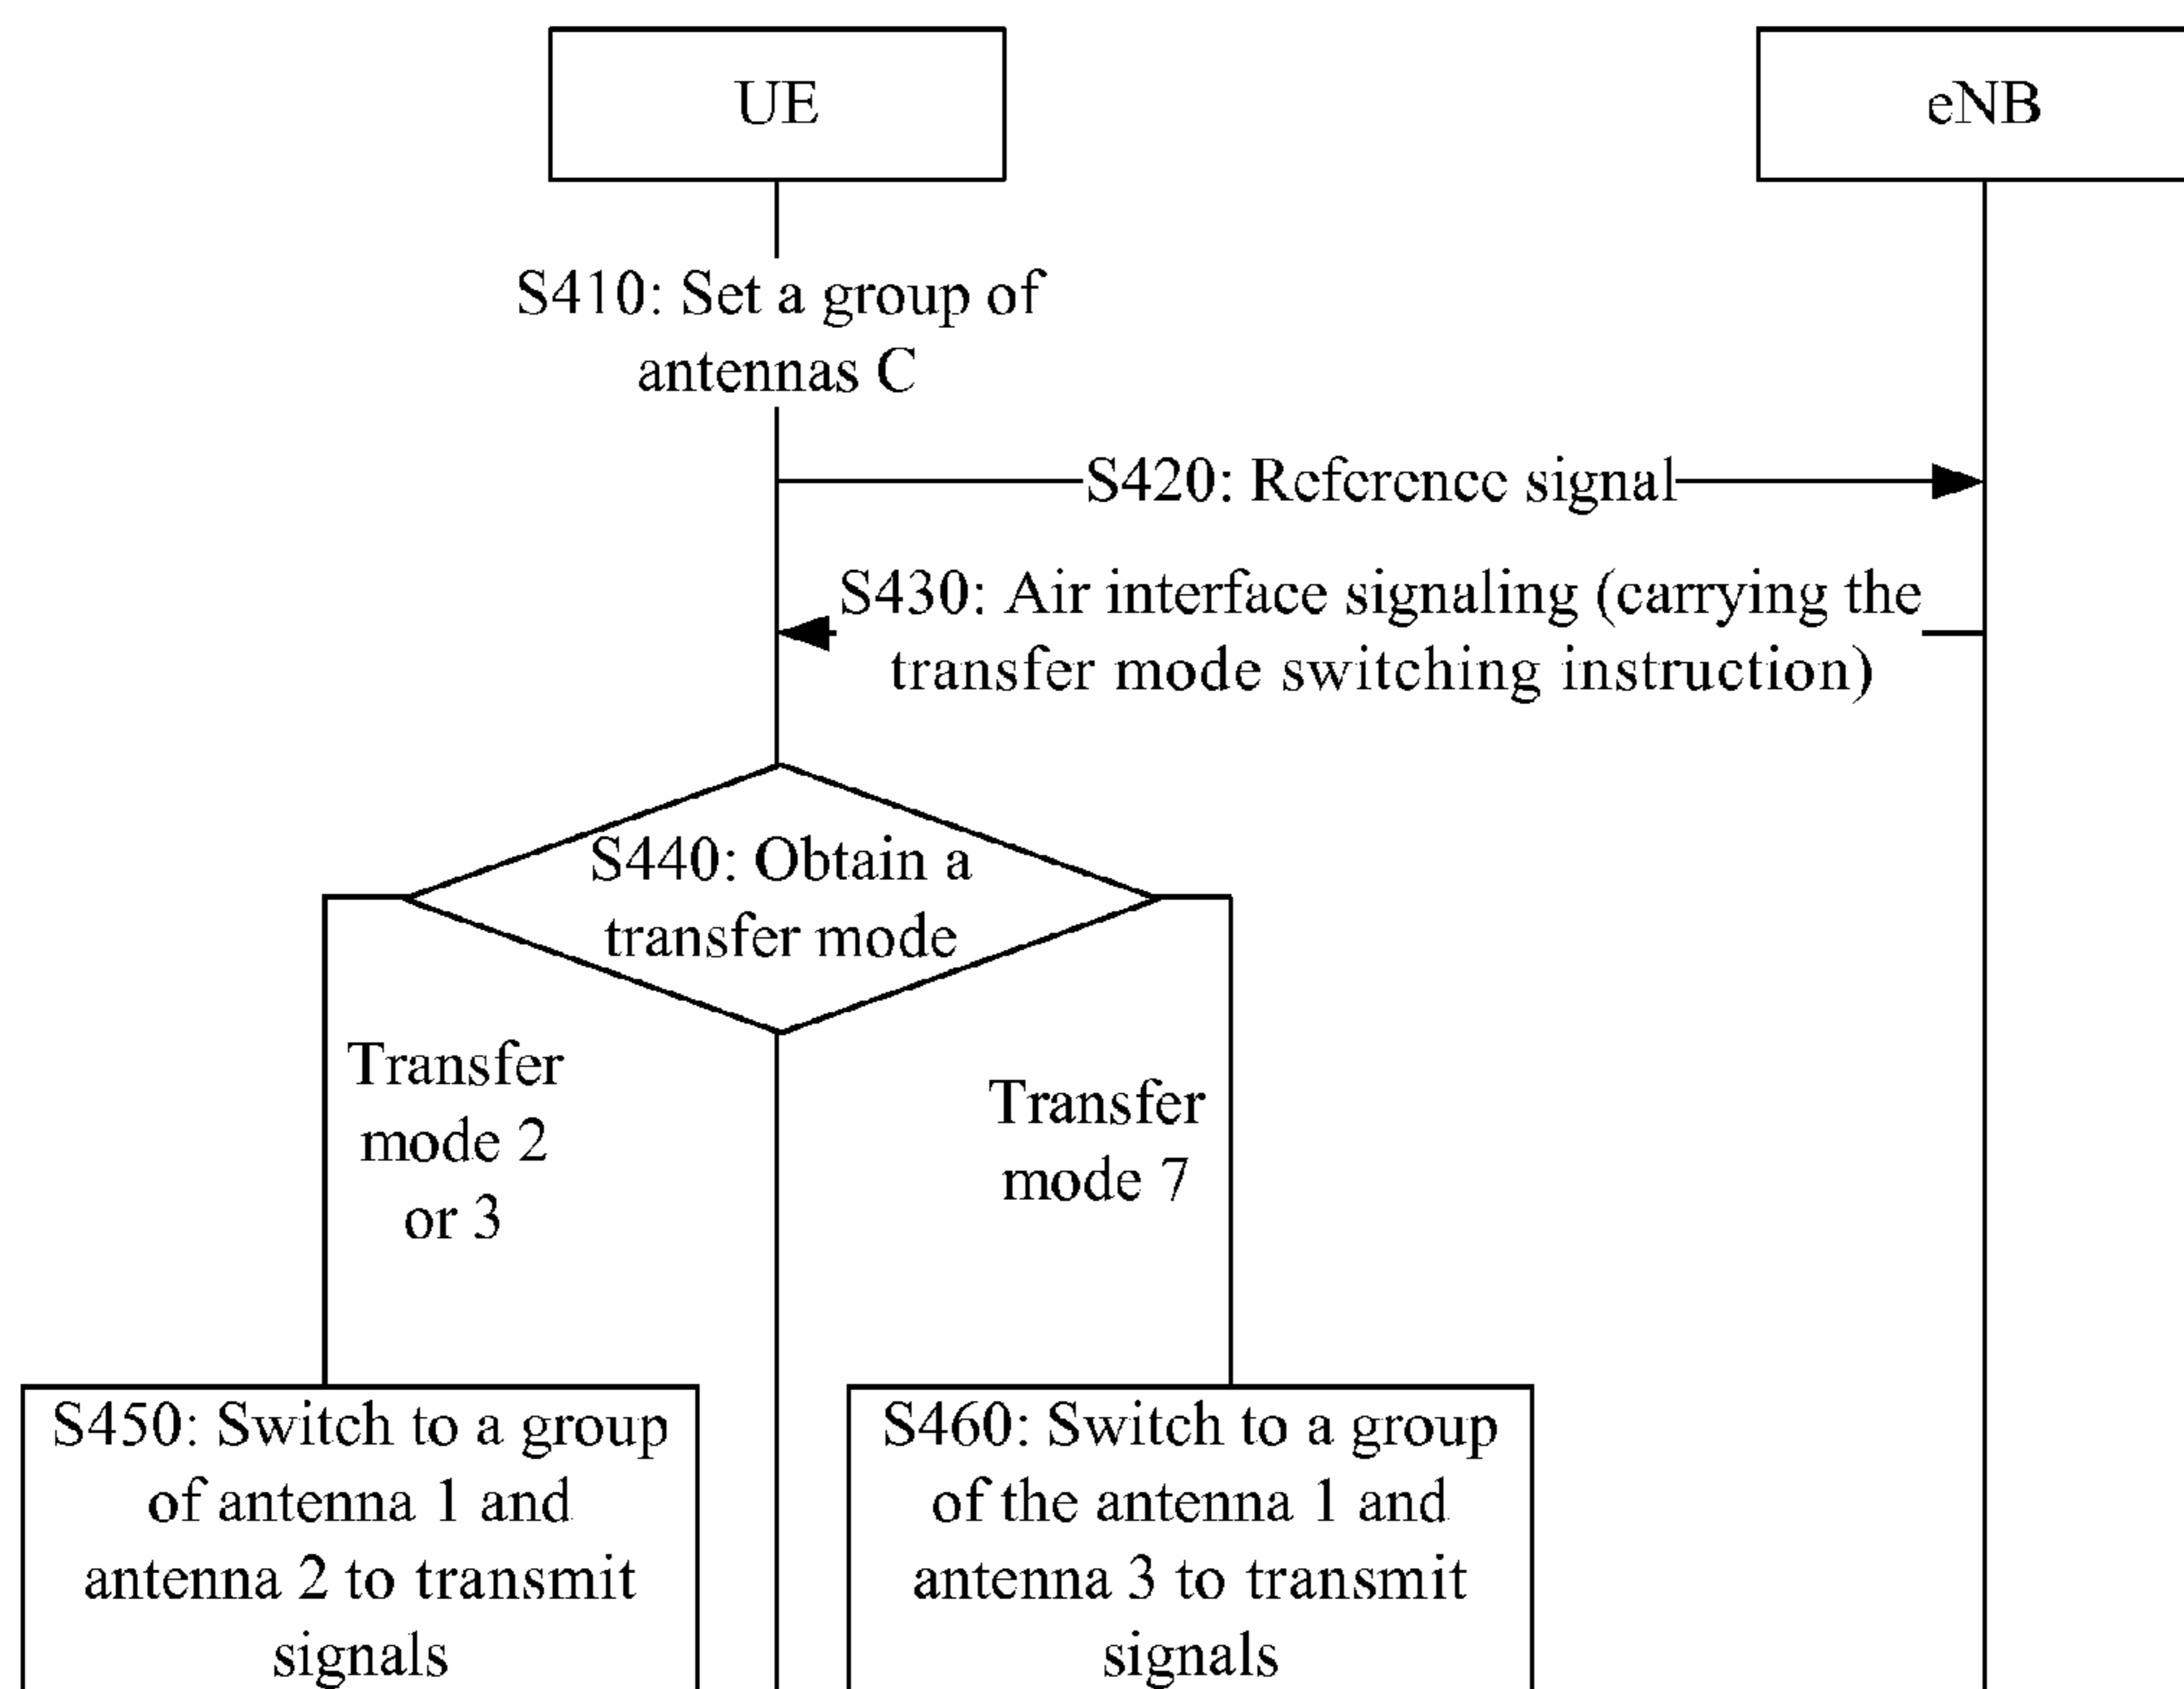 UE
eNB
S410: Set a group of
antennas C
S420: Reference signal
S430: Air interface signaling (carrying the
transfer mode switching instruction)
S440: Obtain a
transfer mode
Transfer
mode 2
or 3
Transfer
mode 7
S450: Switch to a group
of antenna 1 and
antenna 2 to transmit
signals
S460: Switch to a group
of the antenna 1 and
antenna 3 to transmit
signals